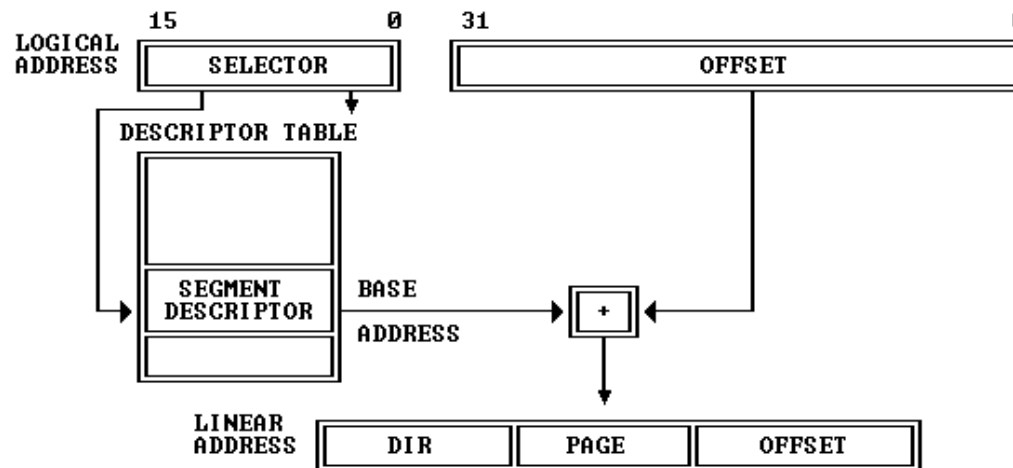 15 0 31
LOGICAL
ADDRESS
SELECTOR
OFFSET
DESCRIPTOR TABLE
SEGMENT
DESCRIPTOR
BASE
ADDRESS
+
LINEAR
ADDRESS
DIR PAGE OFFSET